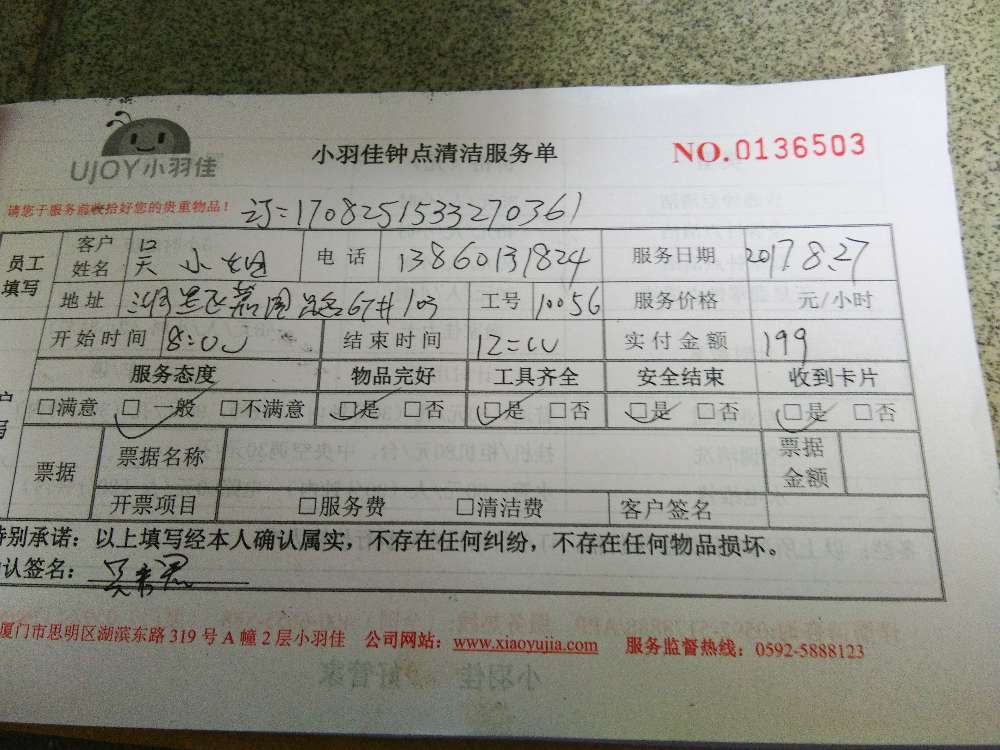 UJOY小羽佳
小羽佳钟点清洁服务单
NO.0136503
请您于服务前收拾好您的贵重物品！
订=1708251533270361
员工填写 客户姓名 吴小姐 电话 13860131824 服务日期 2017.8.27
地址 67# 103 工号 10056 服务价格 元/小时
开始时间 8:00 结束时间 12:00 实付金额 199
服务态度 物品完好 工具齐全 安全结束 收到卡片
□满意 □一般 □不满意 □是 □否 □是 □否 □是 □否 □是 □否
票据 票据名称 票据金额
开票项目 □服务费 □清洁费 客户签名
特别承诺：以上填写经本人确认属实，不存在任何纠纷，不存在任何物品损坏。
确认签名：
厦门市思明区湖滨东路319号A幢2层小羽佳 公司网站：www.xiaoyujia.com 服务监督热线：0592-5888123